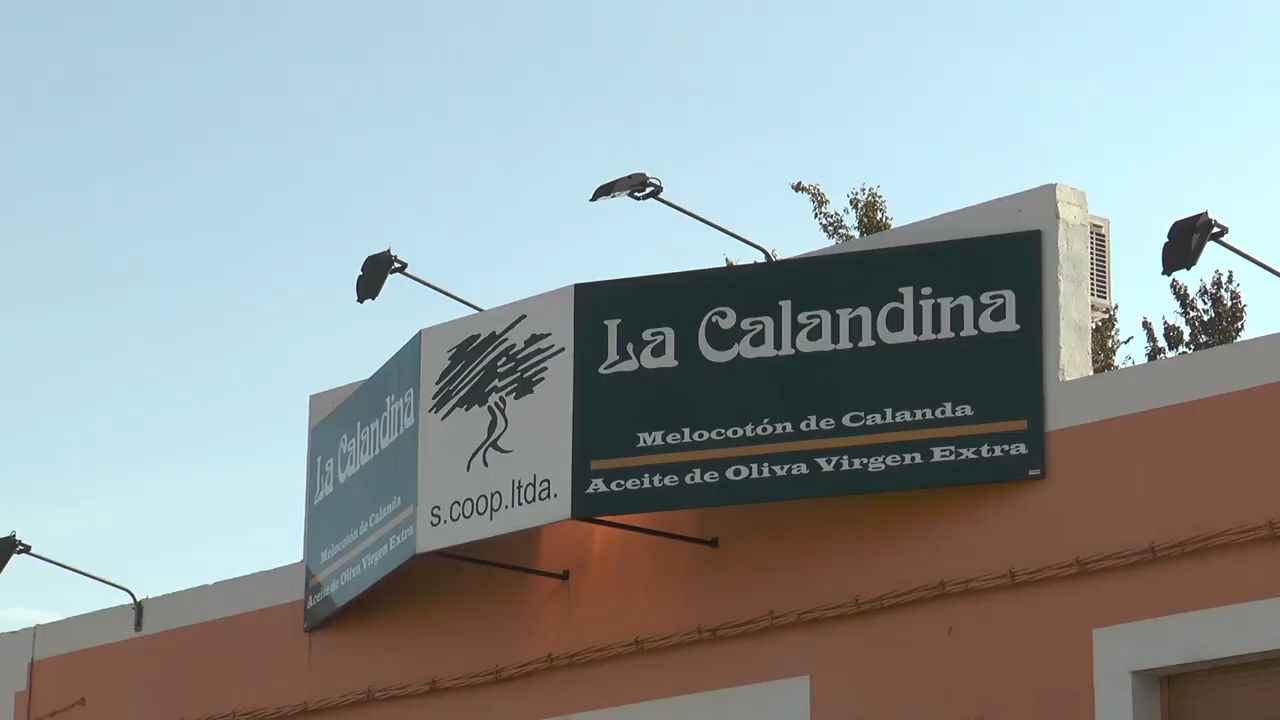 La Calandina
Melocotón de Calanda
Aceite de Oliva Virgen Extra
s.coop.ltda.
La Calandina
Melocotón de Calanda
Aceite de Oliva Virgen Extra